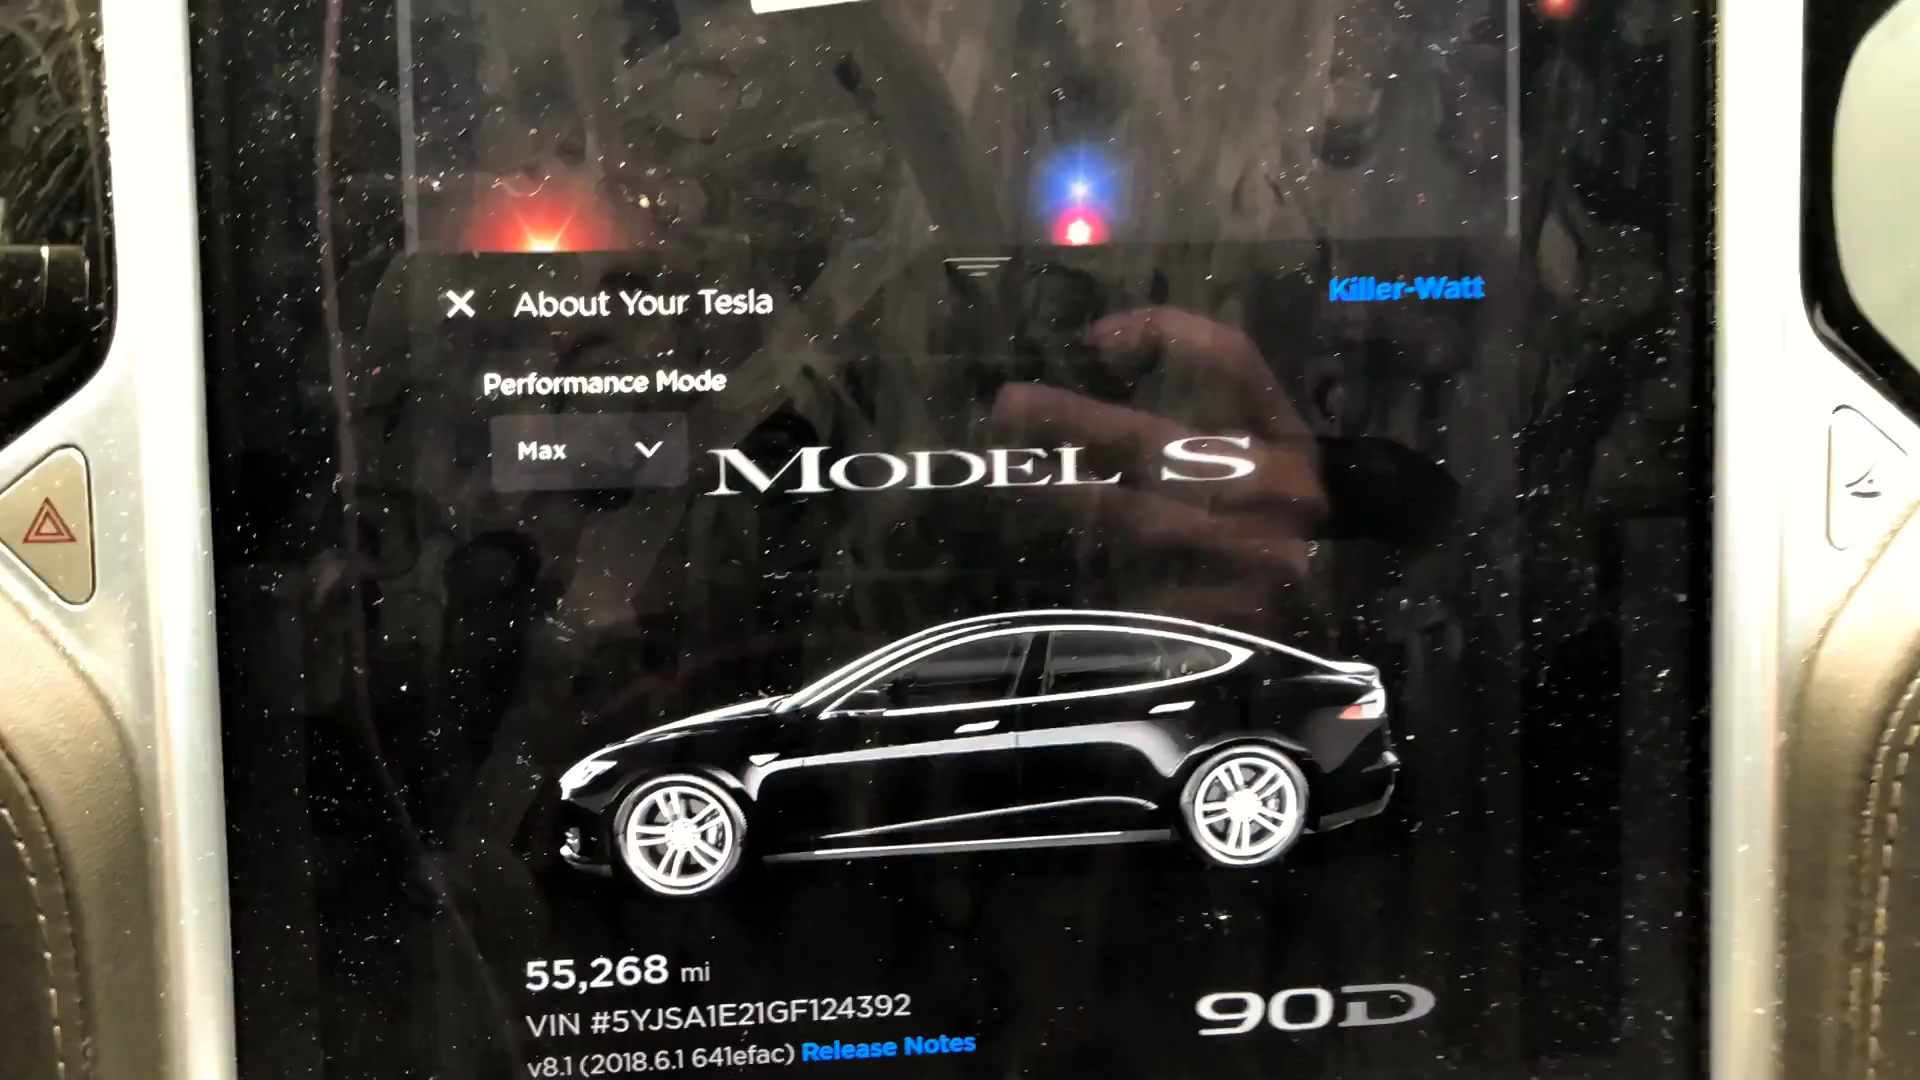 About Your Tesla
Killer-Watt
Performance Mode
Max
MODEL S
55,268 mi
VIN #5YJSA1E21GF124392
90D
v8.1 (2018.6.1 641efac) Release Notes